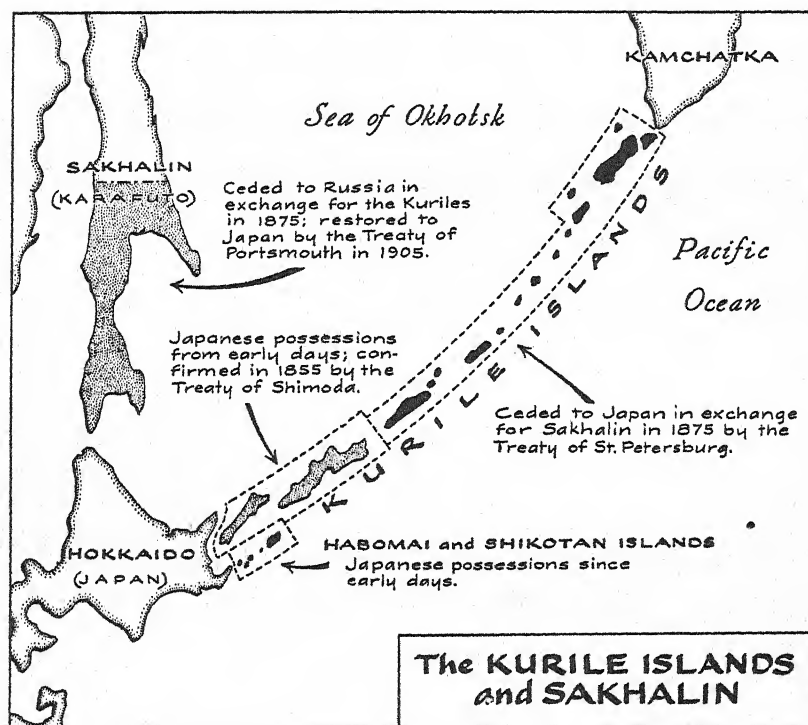 KAMCHATKA
Sea of Okhotsk
SAKHALIN
(KARAFUTO)
Ceded to Russia in
exchange for the Kuriles
in 1875; restored to
Japan by the Treaty of
Portsmouth in 1905.
Pacific
Ocean
KURILE ISLANDS
Japanese possessions
from early days; con-
firmed in 1855 by the
Treaty of Shimoda.
Ceded to Japan in exchange
for Sakhalin in 1875 by the
Treaty of St. Petersburg.
HOKKAIDO
(JAPAN)
HABOMAI and SHIKOTAN ISLANDS
Japanese possessions since
early days.
The KURILE ISLANDS
and SAKHALIN